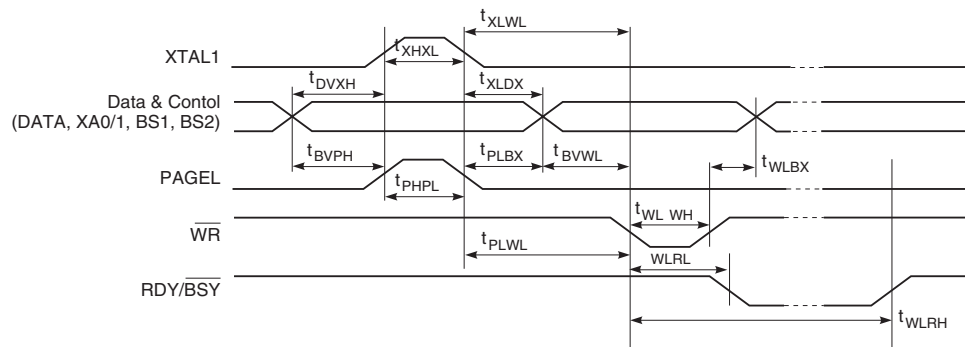 tXLWL
XTAL1
tXHXL
tDVXH
tXLDX
Data & Contol
(DATA, XA0/1, BS1, BS2)
tBVPH
tPLBX
tBVWL
tWLBX
PAGEL
tPHPL
tWL WH
WR
tPLWL
WLRL
RDY/BSY
tWLRH